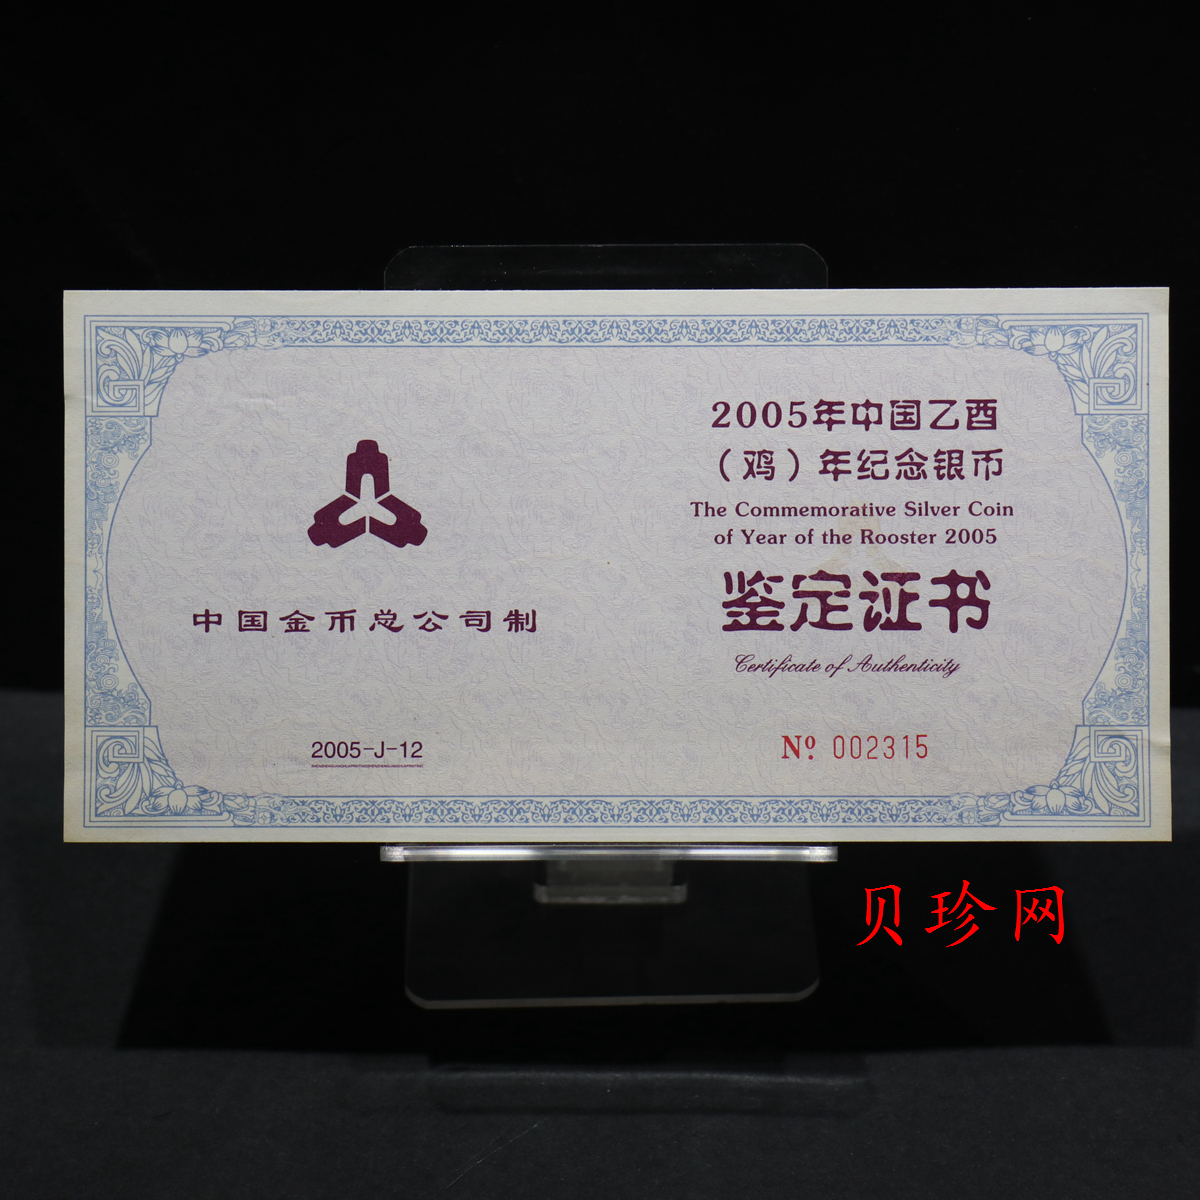 中国金币总公司制
2005-J-12
2005年中国乙酉
（鸡）年纪念银币
The Commemorative Silver Coin
of Year of the Rooster 2005
鉴定证书
Certificate of Authenticity
Nº 002315
贝珍网